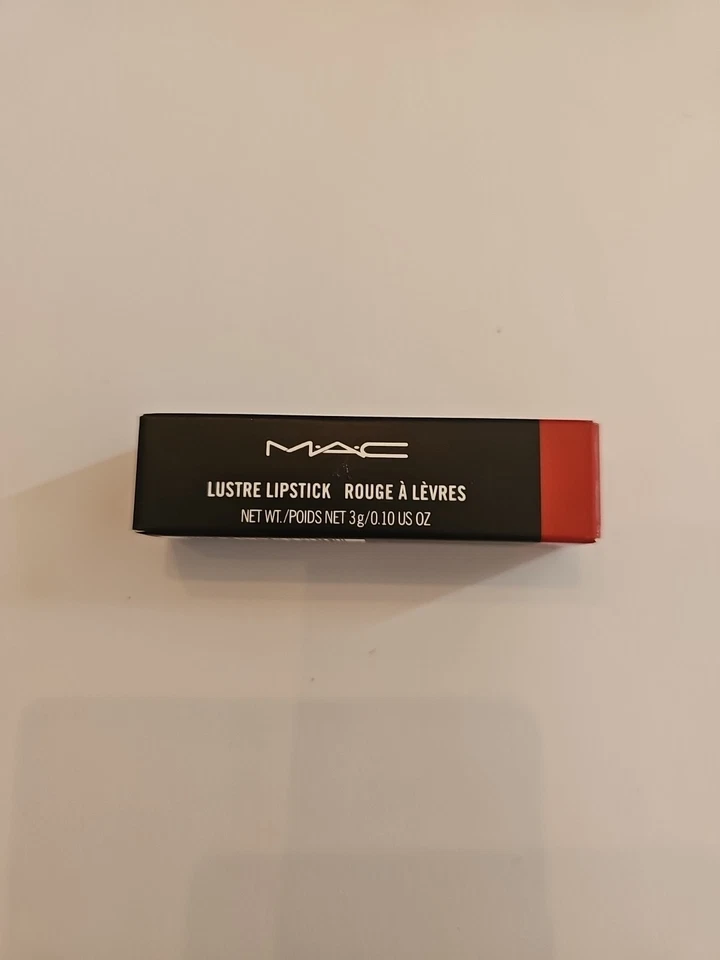 M·A·C
LUSTRE LIPSTICK ROUGE À LÈVRES
NET WT./POIDS NET 3g/0.10 US OZ